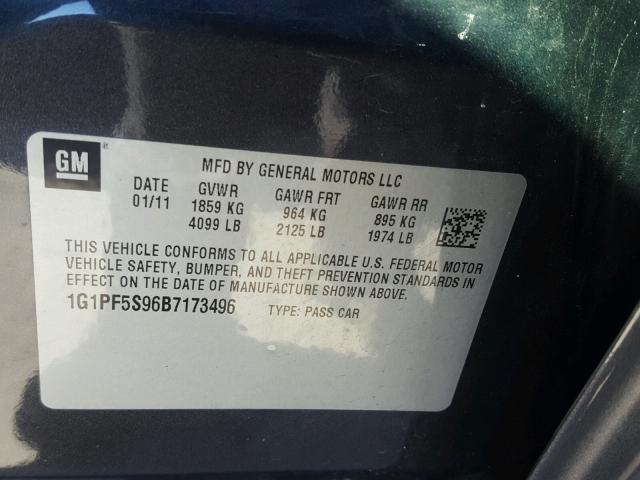 GM
MFD BY GENERAL MOTORS LLC
DATE GVWR GAWR FRT GAWR RR
01/11 1859 KG 964 KG 895 KG
4099 LB 2125 LB 1974 LB
THIS VEHICLE CONFORMS TO ALL APPLICABLE U.S. FEDERAL MOTOR
VEHICLE SAFETY, BUMPER, AND THEFT PREVENTION STANDARDS IN
EFFECT ON THE DATE OF MANUFACTURE SHOWN ABOVE.
1G1PF5S96B7173496 TYPE: PASS CAR